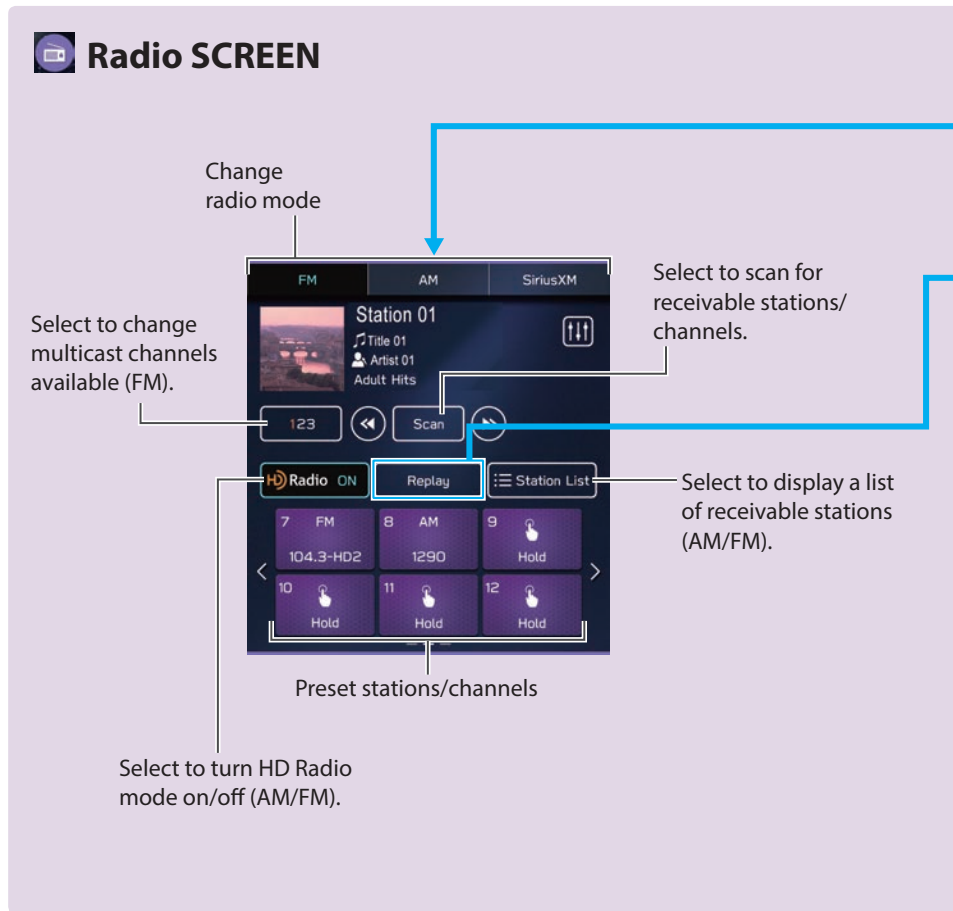 Radio SCREEN
Change
radio mode
FM
AM
SiriusXM
Select to scan for
receivable stations/
channels.
Select to change
multicast channels
available (FM).
Station 01
Title 01
Artist 01
Adult Hits
123
Scan
HD Radio ON
Replay
Station List
Select to display a list
of receivable stations
(AM/FM).
7 FM
104.3-HD2
8 AM
1290
9
Hold
10
Hold
11
Hold
12
Hold
Preset stations/channels
Select to turn HD Radio
mode on/off (AM/FM).